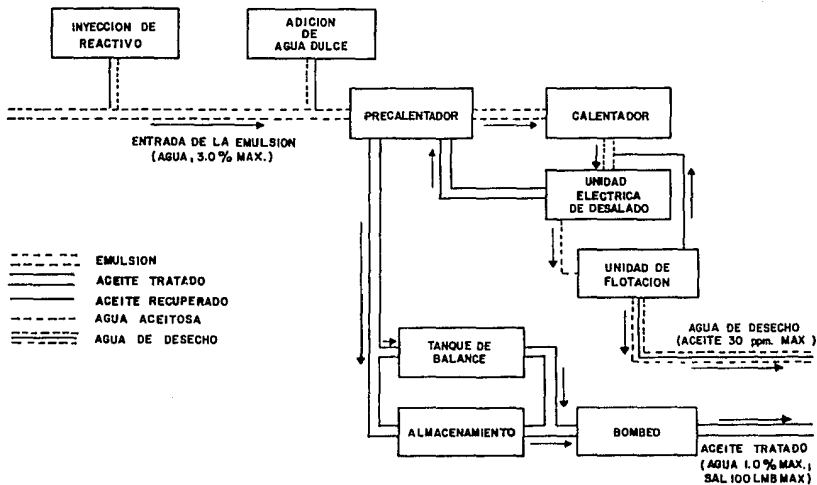 INYECCION DE
REACTIVO
ADICION
DE
AGUA DULCE
PRECALENTADOR
CALENTADOR
ENTRADA DE LA EMULSION
(AGUA, 3.0 % MAX.)
UNIDAD
ELECTRICA
DE DESALADO
EMULSION
ACEITE TRATADO
ACEITE RECUPERADO
AGUA ACEITOSA
AGUA DE DESECHO
UNIDAD DE
FLOTACION
AGUA DE DESECHO
(ACEITE 30 ppm. MAX )
TANQUE DE
BALANCE
ALMACENAMIENTO
BOMBEO
ACEITE TRATADO
(AGUA 1.0 % MAX.,
SAL 100 LMB MAX)